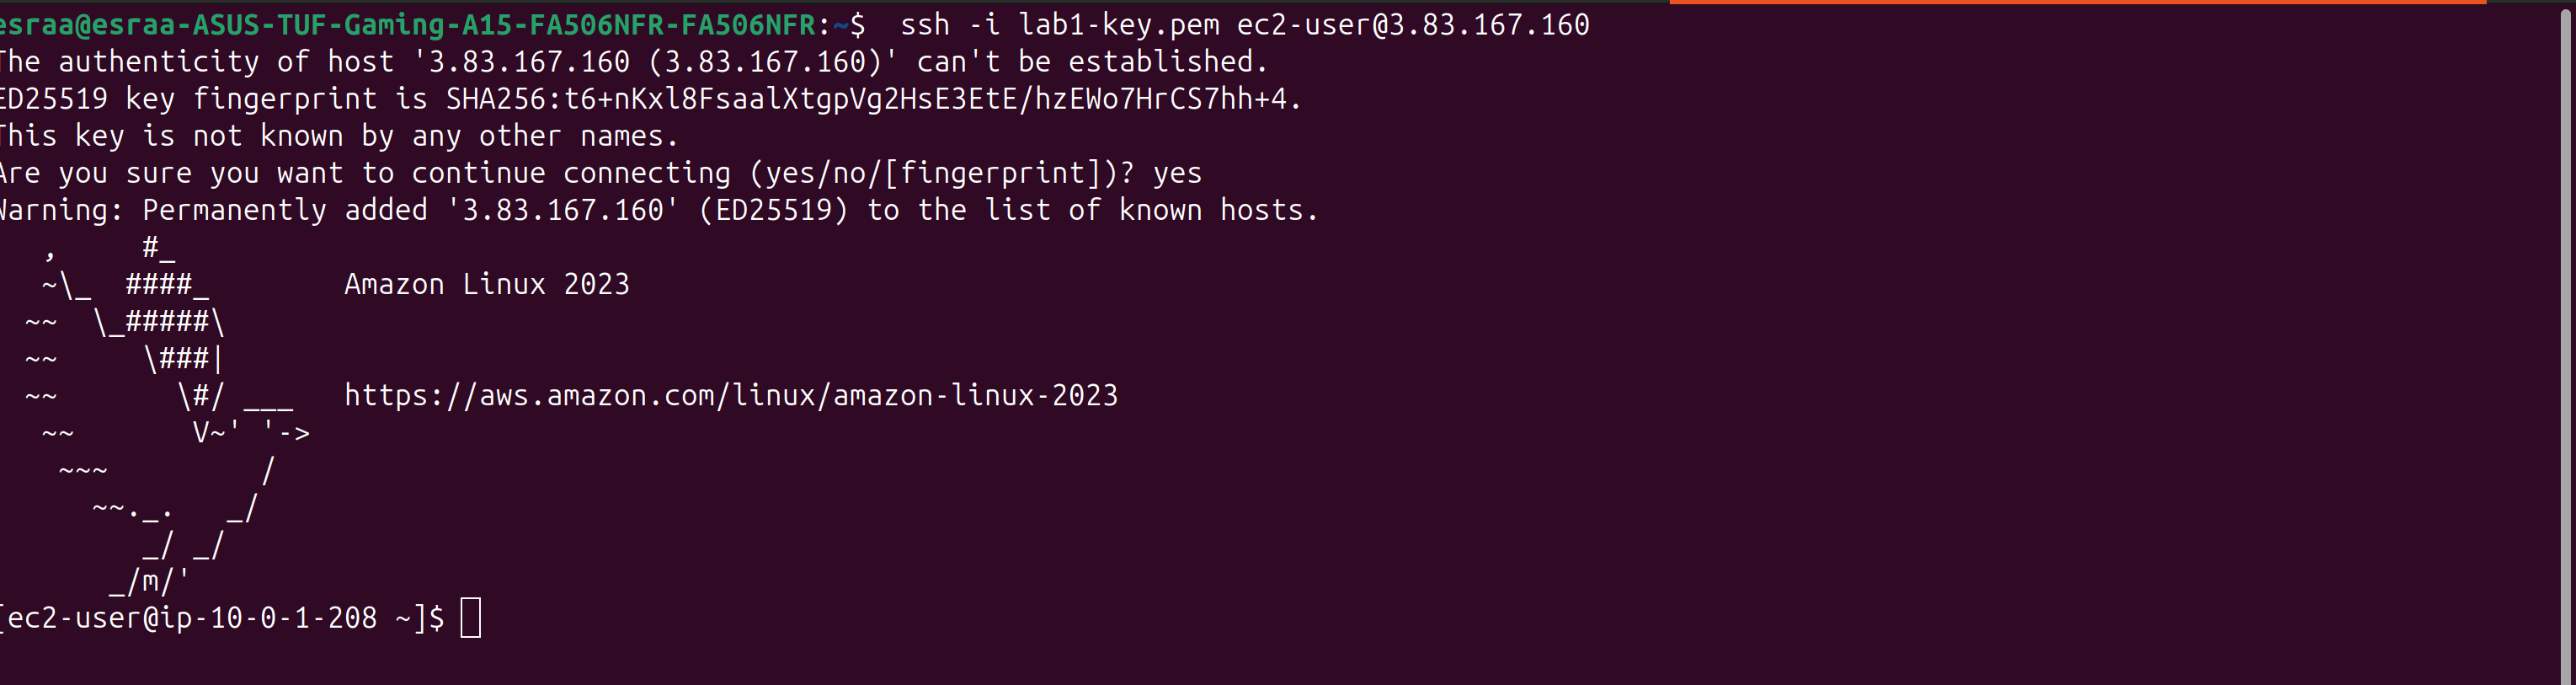 esraa@esraa-ASUS-TUF-Gaming-A15-FA506NFR-FA506NFR:~$  ssh -i lab1-key.pem ec2-user@3.83.167.160
The authenticity of host '3.83.167.160 (3.83.167.160)' can't be established.
ED25519 key fingerprint is SHA256:t6+nKxl8FsaalXtgpVg2HsE3EtE/hzEWo7HrCS7hh+4.
This key is not known by any other names.
Are you sure you want to continue connecting (yes/no/[fingerprint])? yes
Warning: Permanently added '3.83.167.160' (ED25519) to the list of known hosts.
   ,     #_
   ~\_  ####_        Amazon Linux 2023
  ~~  \_#####\
  ~~     \###|
  ~~       \#/ ___   https://aws.amazon.com/linux/amazon-linux-2023
   ~~       V~' '->
    ~~~         /
      ~~._.   _/
         _/ _/
       _/m/'
[ec2-user@ip-10-0-1-208 ~]$